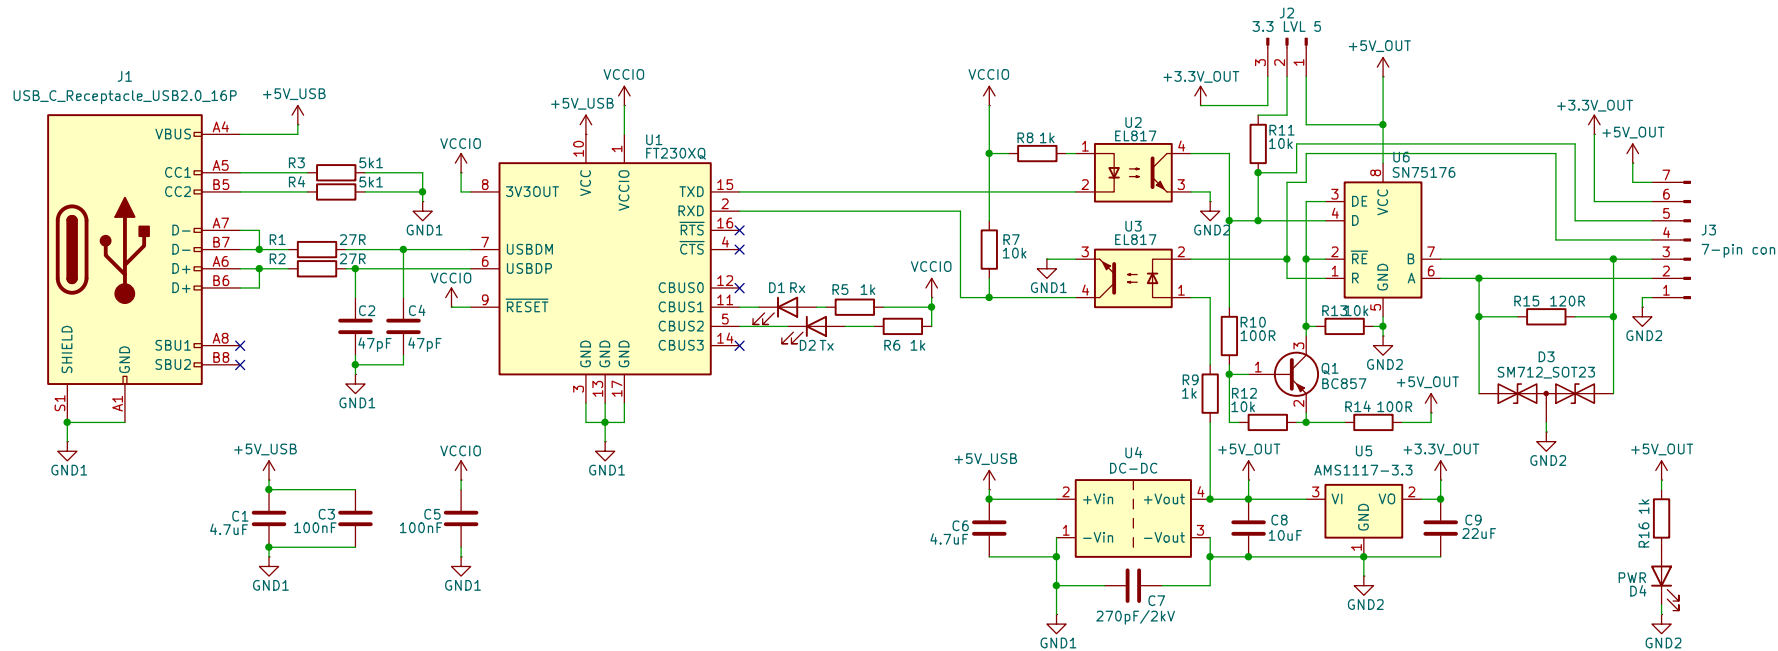 J1
USB_C_Receptacle_USB2.0_16P
+5V_USB
VBUS A4
CC1 A5
CC2 B5
D- A7
D- B7
D+ A6
D+ B6
SBU1 A8
SBU2 B8
SHIELD
GND
S1
A1
GND1
R3 5k1
R4 5k1
GND1
R1 27R
R2 27R
C2
47pF
C4
47pF
GND1
VCCIO
+5V_USB
VCCIO
VCCIO
U1
FT230XQ
10
1
VCC
VCCIO
8 3V3OUT
7 USBDM
6 USBDP
9 RESET
TXD 15
RXD 2
RTS 16
CTS 4
CBUS0 12
CBUS1 11
CBUS2 5
CBUS3 14
GND
GND
GND
3
13
17
GND1
D1 Rx
R5 1k
D2 Tx
R6 1k
VCCIO
VCCIO
R8 1k
R7
10k
U2
EL817
1
2
4
3
GND2
U3
EL817
3
4
2
1
GND1
J2
3.3 LVL 5
3
2
1
+3.3V_OUT
+5V_OUT
R11
10k
U6
SN75176
8
VCC
3 DE
4 D
2 RE
1 R
B 7
A 6
GND
5
GND2
R13 10k
R10
100R
R9
1k
R12
10k
Q1
BC857
1
3
2
R14 100R
+5V_OUT
+3.3V_OUT
+5V_OUT
7
6
5
4
3
2
1
J3
7-pin con
GND2
R15 120R
D3
SM712_SOT23
GND2
+5V_USB
C1
4.7uF
C3
100nF
GND1
VCCIO
C5
100nF
GND1
+5V_USB
C6
4.7uF
U4
DC-DC
2 +Vin
1 -Vin
+Vout 4
-Vout 3
C7
270pF/2kV
GND1
+5V_OUT
C8
10uF
U5
AMS1117-3.3
3 VI
VO 2
GND
1
GND2
+3.3V_OUT
C9
22uF
+5V_OUT
R16 1k
PWR
D4
GND2